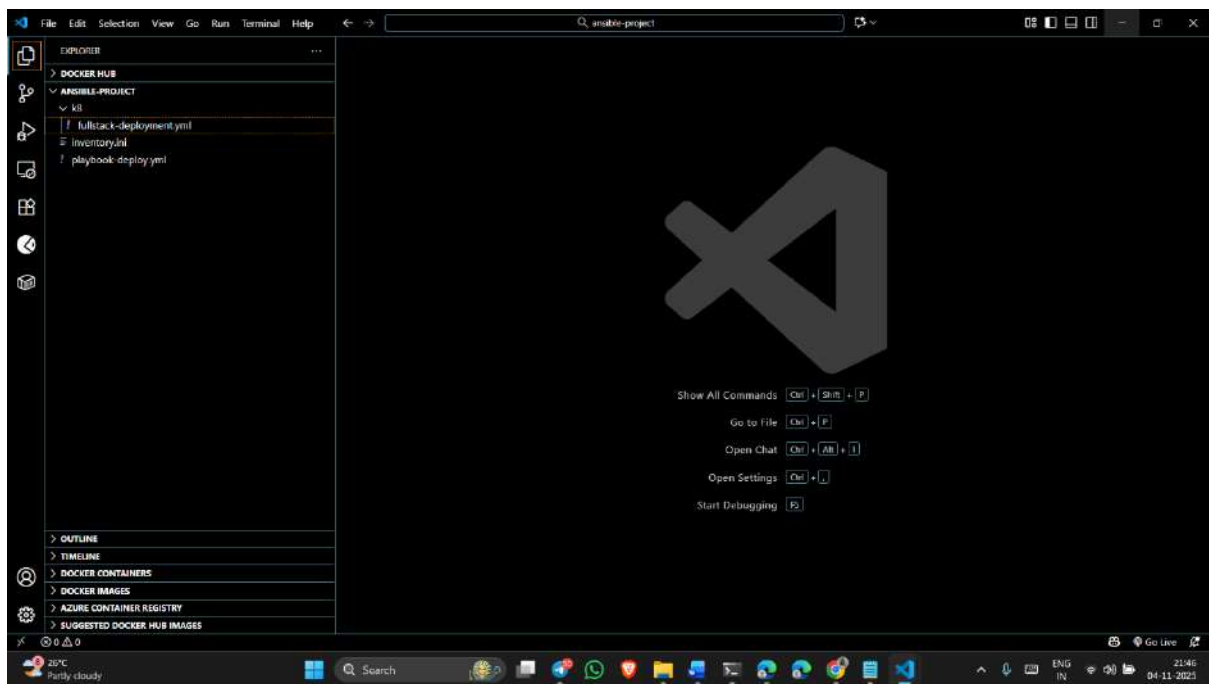 File Edit Selection View Go Run Terminal Help
ansible-project
EXPLORER
DOCKER HUB
ANSIBLE-PROJECT
k8
! fullstack-deployment.yml
inventory.ini
! playbook-deploy.yml
Show All Commands Ctrl + Shift + P
Go to File Ctrl + P
Open Chat Ctrl + Alt + I
Open Settings Ctrl + ,
Start Debugging F5
OUTLINE
TIMELINE
DOCKER CONTAINERS
DOCKER IMAGES
AZURE CONTAINER REGISTRY
SUGGESTED DOCKER HUB IMAGES
0 0
Go Live
26°C
Partly cloudy
Search
ENG
IN
21:46
04-11-2025